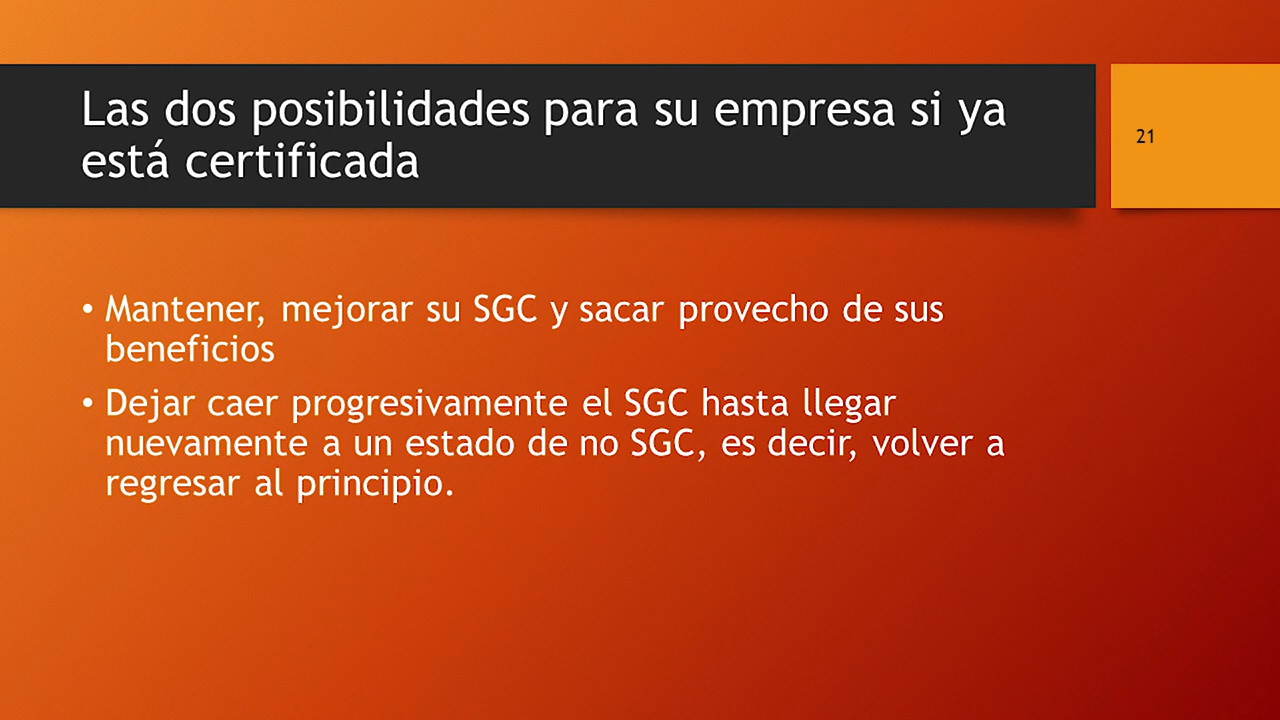 Las dos posibilidades para su empresa si ya
está certificada
21
• Mantener, mejorar su SGC y sacar provecho de sus
beneficios
• Dejar caer progresivamente el SGC hasta llegar
nuevamente a un estado de no SGC, es decir, volver a
regresar al principio.